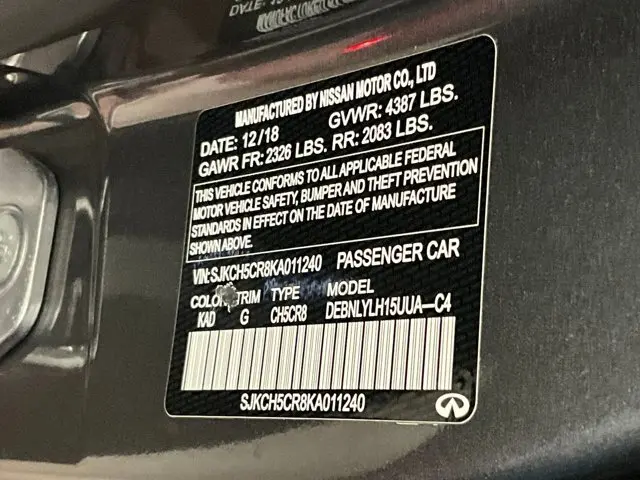 DATE:
MANUFACTURED BY NISSAN MOTOR CO., LTD
DATE: 12/18 GVWR: 4387 LBS.
GAWR FR: 2326 LBS. RR: 2083 LBS.
THIS VEHICLE CONFORMS TO ALL APPLICABLE FEDERAL
MOTOR VEHICLE SAFETY, BUMPER AND THEFT PREVENTION
STANDARDS IN EFFECT ON THE DATE OF MANUFACTURE
SHOWN ABOVE.
VIN: SJKCH5CR8KA011240 PASSENGER CAR
COLOR TRIM TYPE MODEL
KAD G CH5CR8 DEBNLYLH15UUA-C4
SJKCH5CR8KA011240